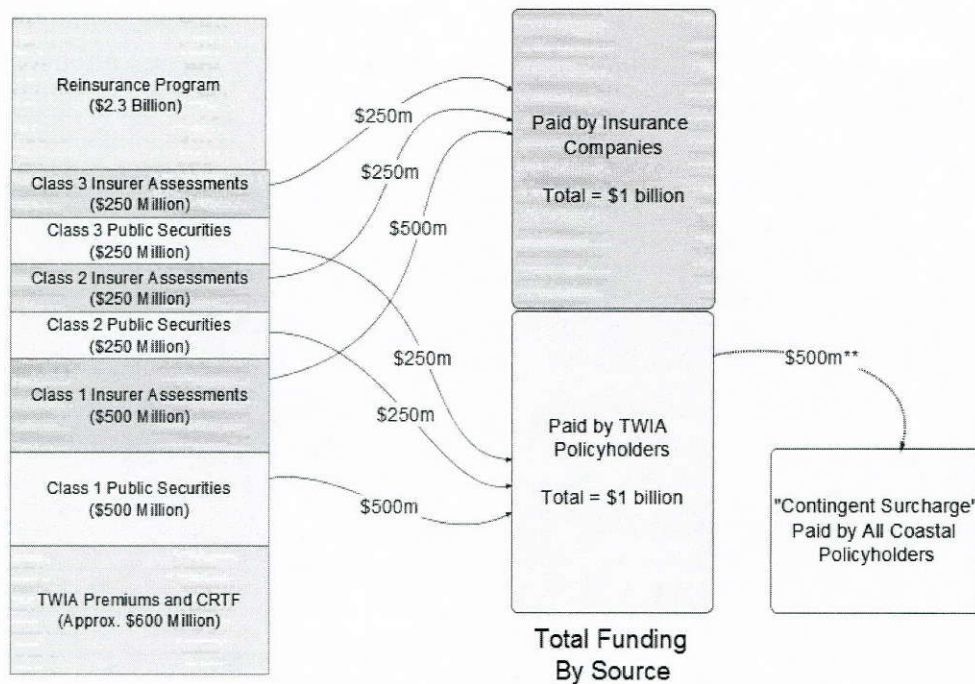 Reinsurance Program
($2.3 Billion)
Class 3 Insurer Assessments
($250 Million)
Class 3 Public Securities
($250 Million)
Class 2 Insurer Assessments
($250 Million)
Class 2 Public Securities
($250 Million)
Class 1 Insurer Assessments
($500 Million)
Class 1 Public Securities
($500 Million)
TWIA Premiums and CRTF
(Approx. $600 Million)
$250m
$250m
$500m
$250m
$250m
$500m
Paid by Insurance
Companies
Total = $1 billion
Paid by TWIA
Policyholders
Total = $1 billion
Total Funding
By Source
$500m**
"Contingent Surcharge"
Paid by All Coastal
Policyholders